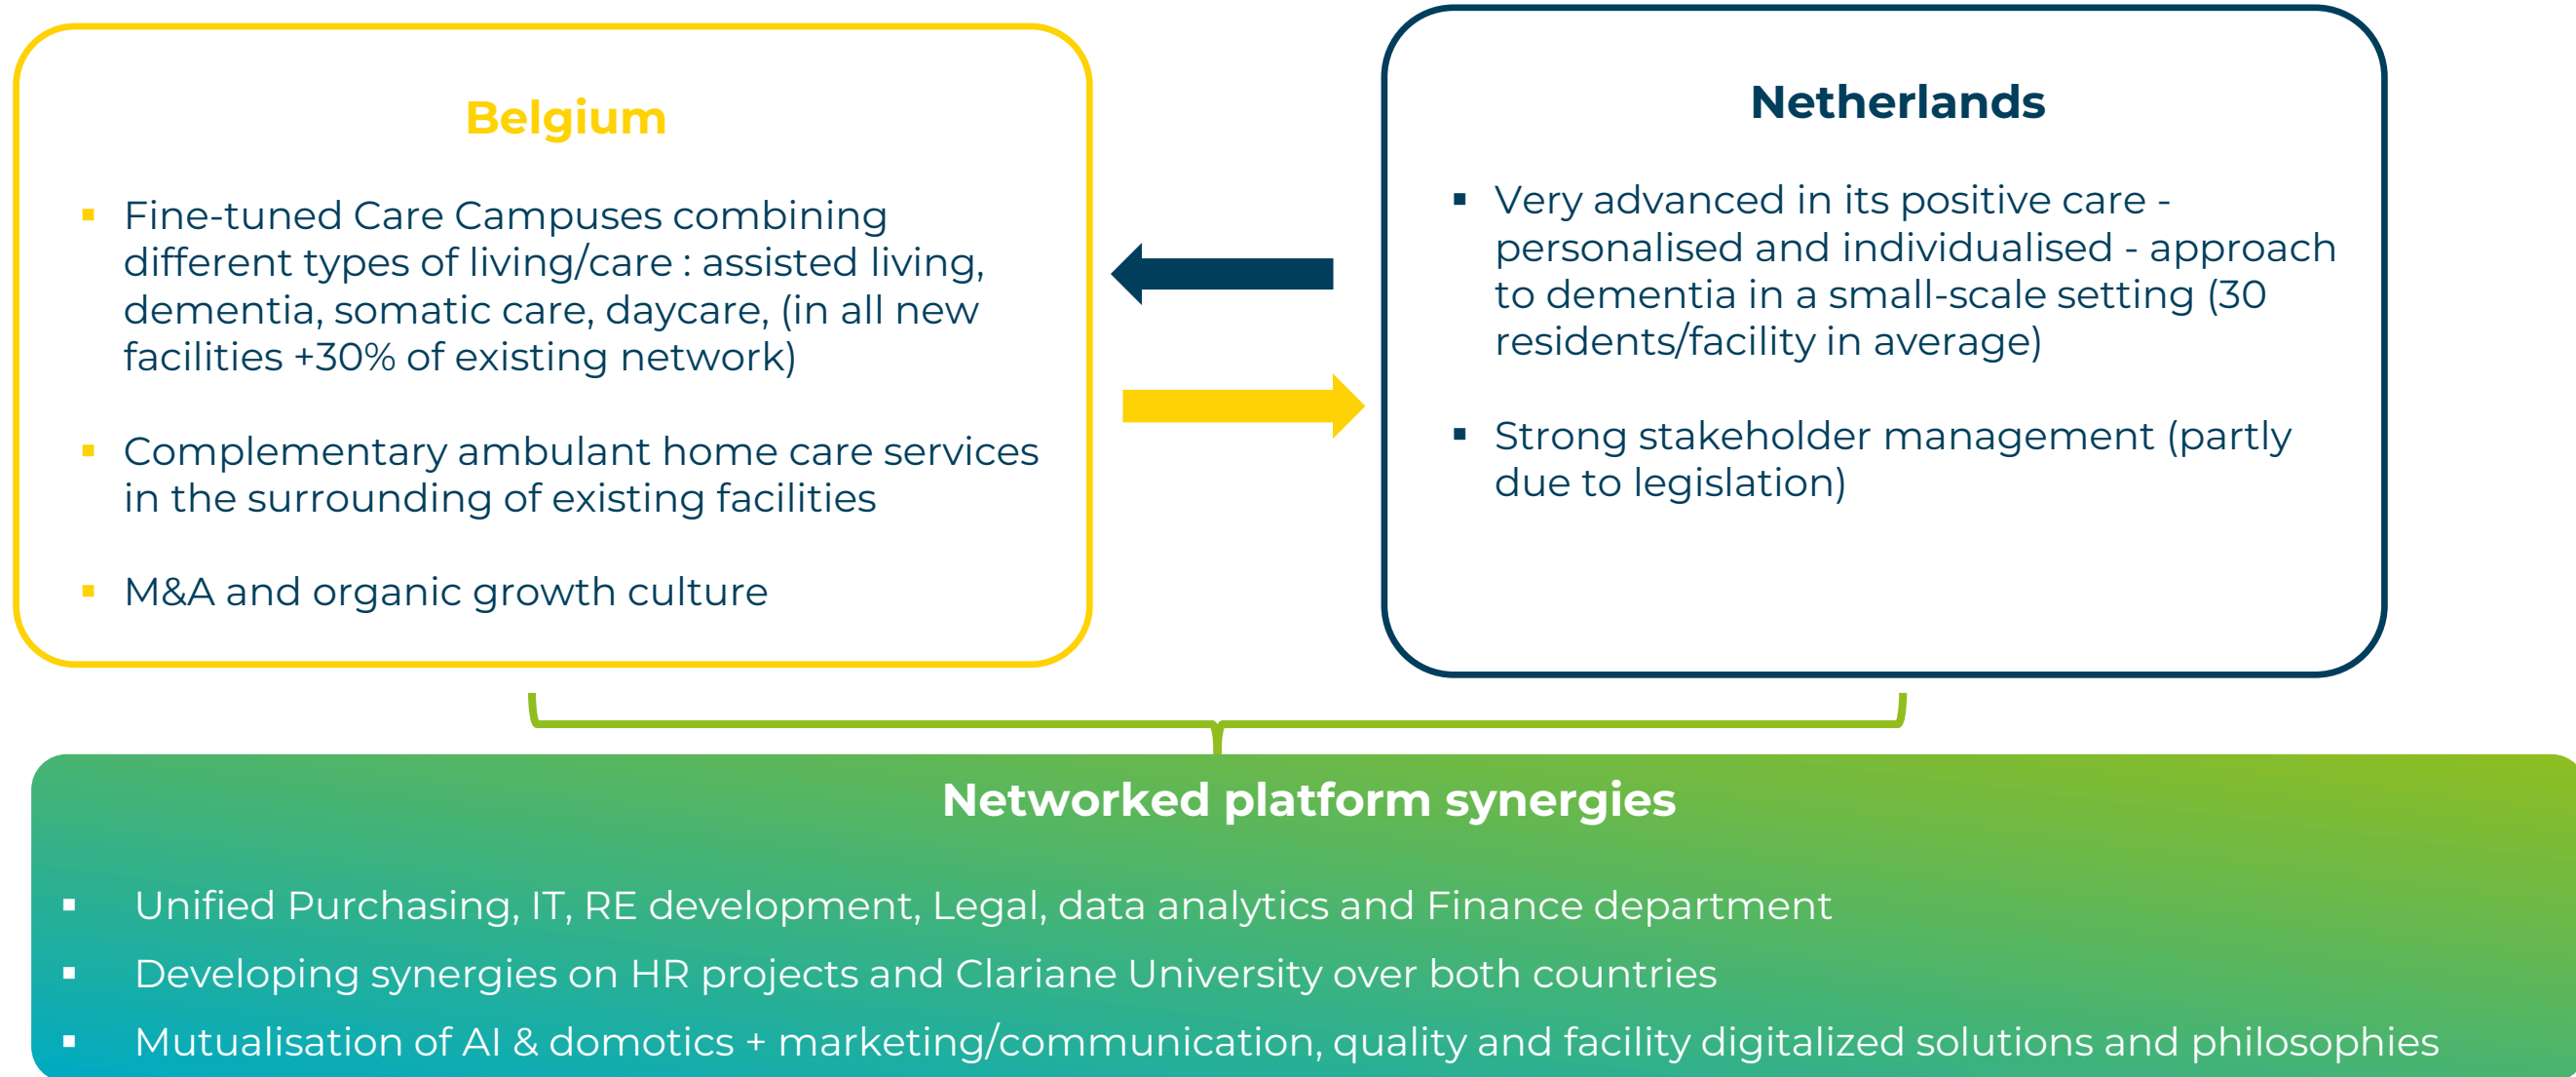 Belgium
▪ Fine-tuned Care Campuses combining
different types of living/care : assisted living,
dementia, somatic care, daycare, (in all new
facilities +30% of existing network)
▪ Complementary ambulant home care services
in the surrounding of existing facilities
▪ M&A and organic growth culture
Netherlands
▪ Very advanced in its positive care -
personalised and individualised - approach
to dementia in a small-scale setting (30
residents/facility in average)
▪ Strong stakeholder management (partly
due to legislation)
Networked platform synergies
▪ Unified Purchasing, IT, RE development, Legal, data analytics and Finance department
▪ Developing synergies on HR projects and Clariane University over both countries
▪ Mutualisation of AI & domotics + marketing/communication, quality and facility digitalized solutions and philosophies